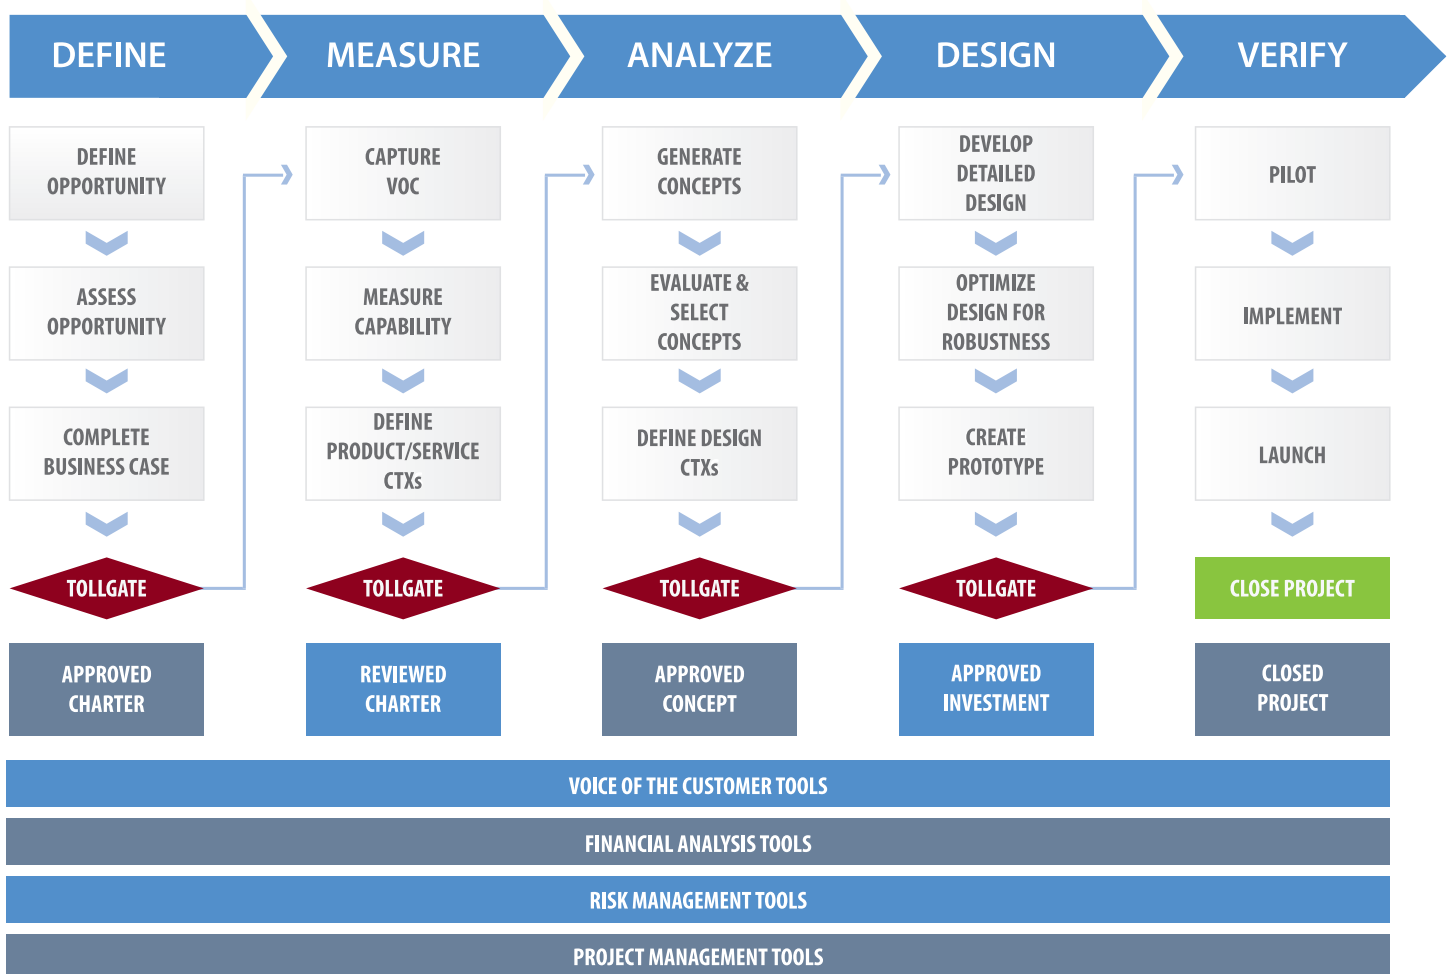 DEFINE
MEASURE
ANALYZE
DESIGN
VERIFY
DEFINE
OPPORTUNITY
ASSESS
OPPORTUNITY
COMPLETE
BUSINESS CASE
TOLLGATE
APPROVED
CHARTER
CAPTURE
VOC
MEASURE
CAPABILITY
DEFINE
PRODUCT/SERVICE
CTXs
TOLLGATE
REVIEWED
CHARTER
GENERATE
CONCEPTS
EVALUATE &
SELECT
CONCEPTS
DEFINE DESIGN
CTXs
TOLLGATE
APPROVED
CONCEPT
DEVELOP
DETAILED
DESIGN
OPTIMIZE
DESIGN FOR
ROBUSTNESS
CREATE
PROTOTYPE
TOLLGATE
APPROVED
INVESTMENT
PILOT
IMPLEMENT
LAUNCH
CLOSE PROJECT
CLOSED
PROJECT
VOICE OF THE CUSTOMER TOOLS
FINANCIAL ANALYSIS TOOLS
RISK MANAGEMENT TOOLS
PROJECT MANAGEMENT TOOLS